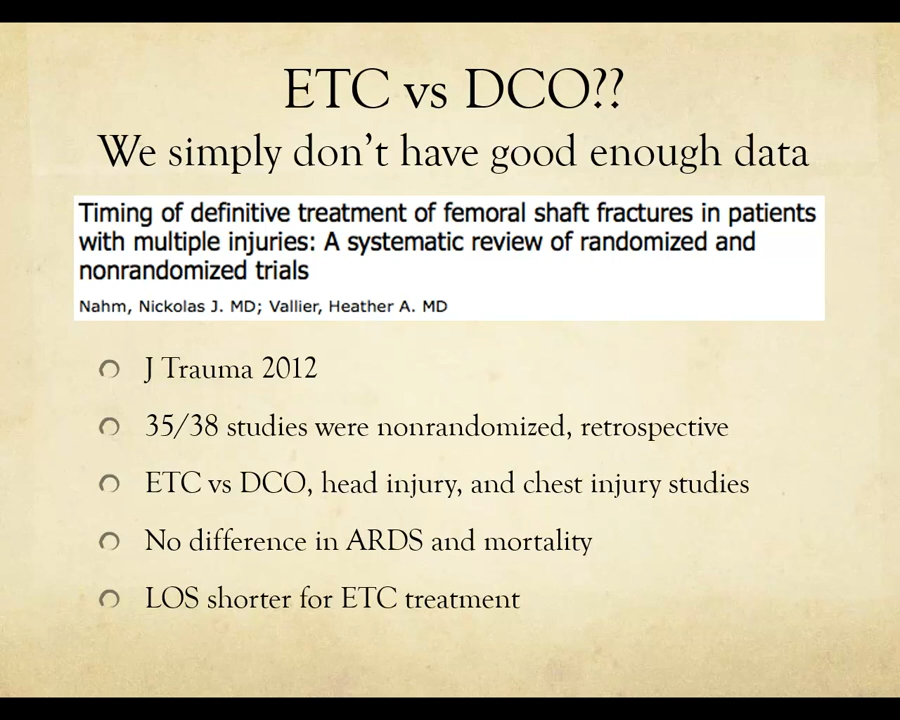 ETC vs DCO??
We simply don't have good enough data
Timing of definitive treatment of femoral shaft fractures in patients
with multiple injuries: A systematic review of randomized and
nonrandomized trials
Nahm, Nickolas J. MD; Vallier, Heather A. MD
J Trauma 2012
35/38 studies were nonrandomized, retrospective
ETC vs DCO, head injury, and chest injury studies
No difference in ARDS and mortality
LOS shorter for ETC treatment